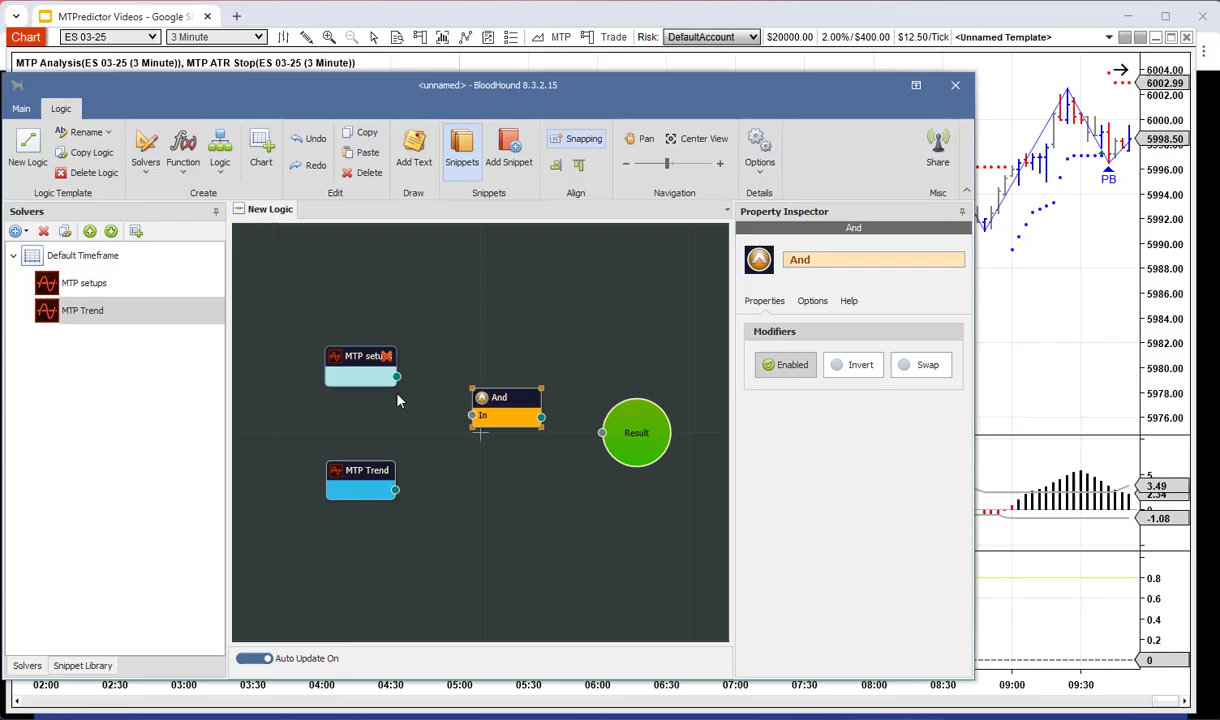 MTPredictor Videos - Google S
Chart
ES 03-25
3 Minute
MTP
Trade
Risk:
DefaultAccount
$20000.00
2.00%/$400.00
$12.50/Tick
<Unnamed Template>
MTP Analysis(ES 03-25 (3 Minute)), MTP ATR Stop(ES 03-25 (3 Minute))
<unnamed> - BloodHound 8.3.2.15
Main
Logic
New Logic
Rename
Copy Logic
Delete Logic
Logic Template
Solvers
Function
Logic
Create
Chart
Undo
Redo
Copy
Paste
Delete
Edit
Add Text
Draw
Snippets
Add Snippet
Snippets
Snapping
Align
Pan
Center View
Navigation
Options
Details
Share
Misc
Solvers
Default Timeframe
MTP setups
MTP Trend
Solvers
Snippet Library
New Logic
MTP setups
MTP Trend
And
In
Result
Auto Update On
Property Inspector
And
And
Properties
Options
Help
Modifiers
Enabled
Invert
Swap
PB
6004.00
6002.99
6002.00
6000.00
5998.50
5996.00
5994.00
5992.00
5990.00
5988.00
5986.00
5984.00
5982.00
5980.00
5978.00
5976.00
5
3.49
2.34
0
-1.08
0.8
0.6
0.4
0.2
0
02:00
02:30
03:00
03:30
04:00
04:30
05:00
05:30
06:00
06:30
07:00
07:30
08:00
08:30
09:00
09:30